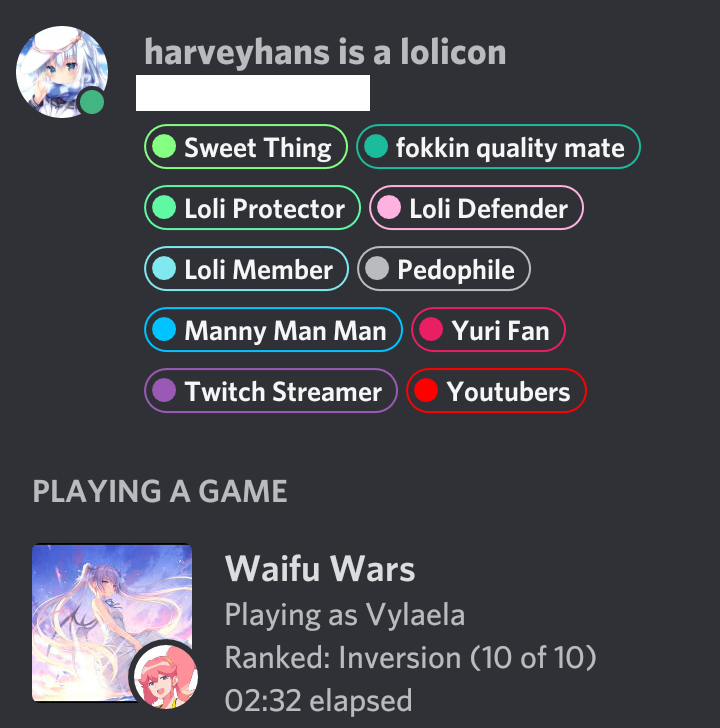 harveyhans is a lolicon
Sweet Thing fokkin quality mate
Loli Protector Loli Defender
Loli Member Pedophile
Manny Man Man Yuri Fan
Twitch Streamer Youtubers
PLAYING A GAME
Waifu Wars
Playing as Vylaela
Ranked: Inversion (10 of 10)
02:32 elapsed